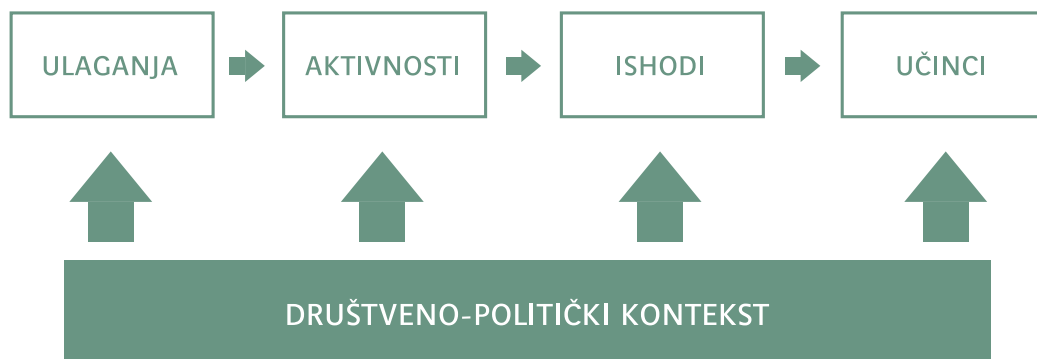 ULAGANJA
AKTIVNOSTI
ISHODI
UČINCI
DRUŠTVENO-POLITIČKI KONTEKST